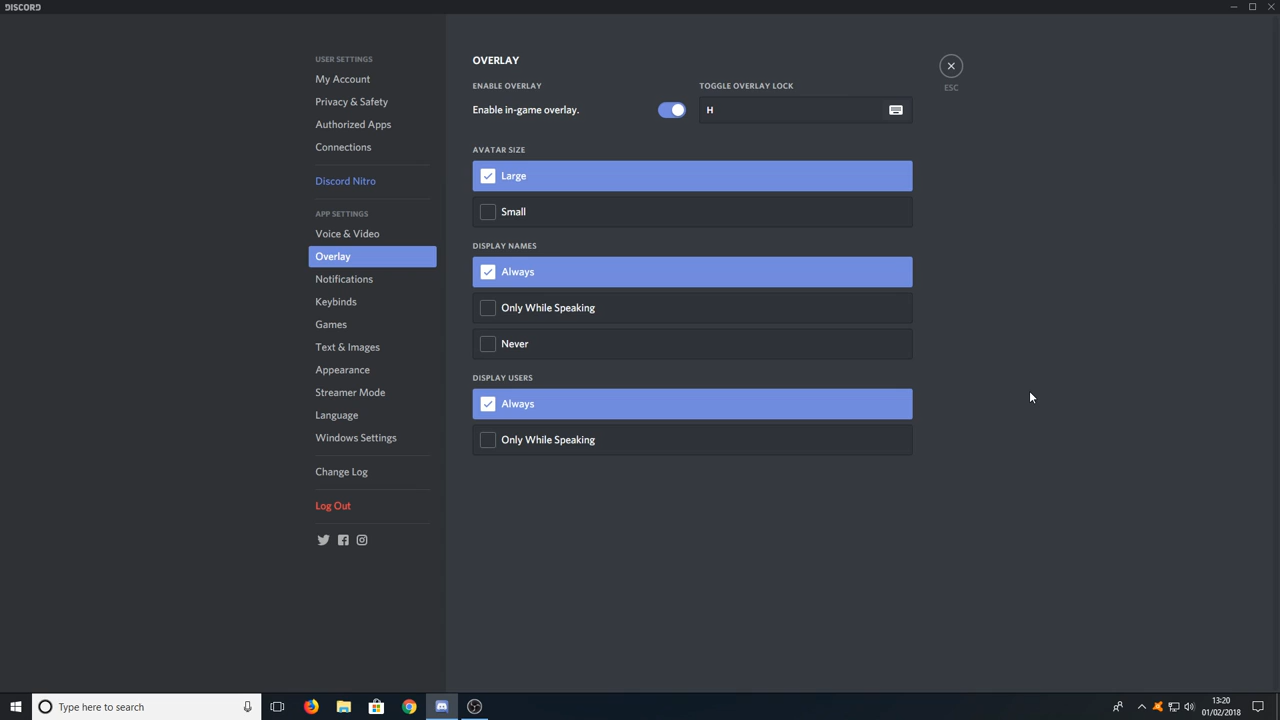 DISCORD
USER SETTINGS
My Account
Privacy & Safety
Authorized Apps
Connections
Discord Nitro
APP SETTINGS
Voice & Video
Overlay
Notifications
Keybinds
Games
Text & Images
Appearance
Streamer Mode
Language
Windows Settings
Change Log
Log Out
OVERLAY
ENABLE OVERLAY
Enable in-game overlay.
TOGGLE OVERLAY LOCK
H
ESC
AVATAR SIZE
Large
Small
DISPLAY NAMES
Always
Only While Speaking
Never
DISPLAY USERS
Always
Only While Speaking
Type here to search
13:20
01/02/2018